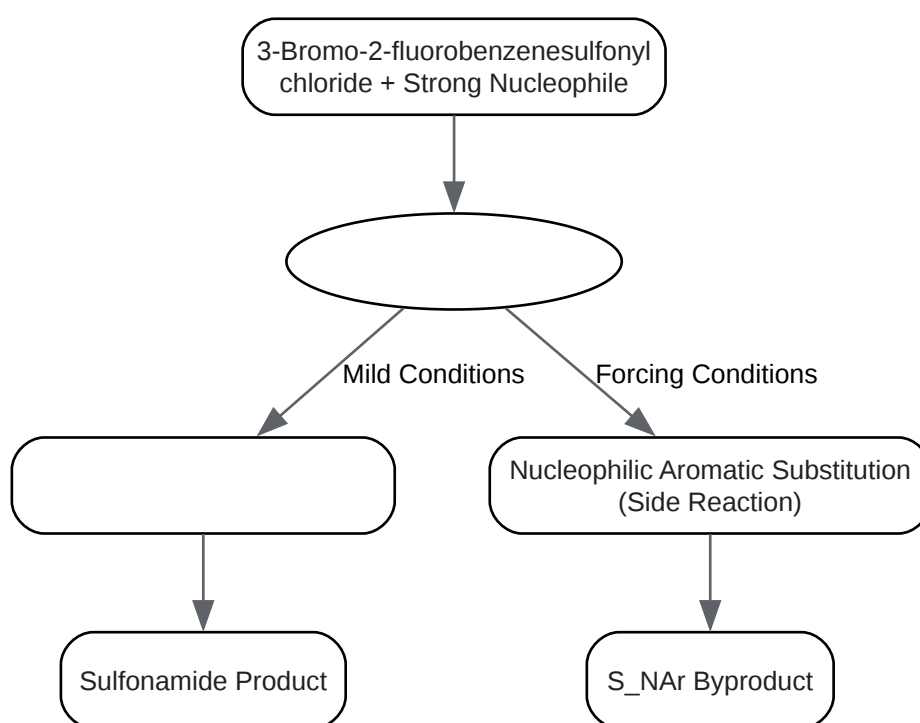 3-Bromo-2-fluorobenzenesulfonyl
chloride + Strong Nucleophile
Mild Conditions
Forcing Conditions
Nucleophilic Aromatic Substitution
(Side Reaction)
Sulfonamide Product
S_NAr Byproduct